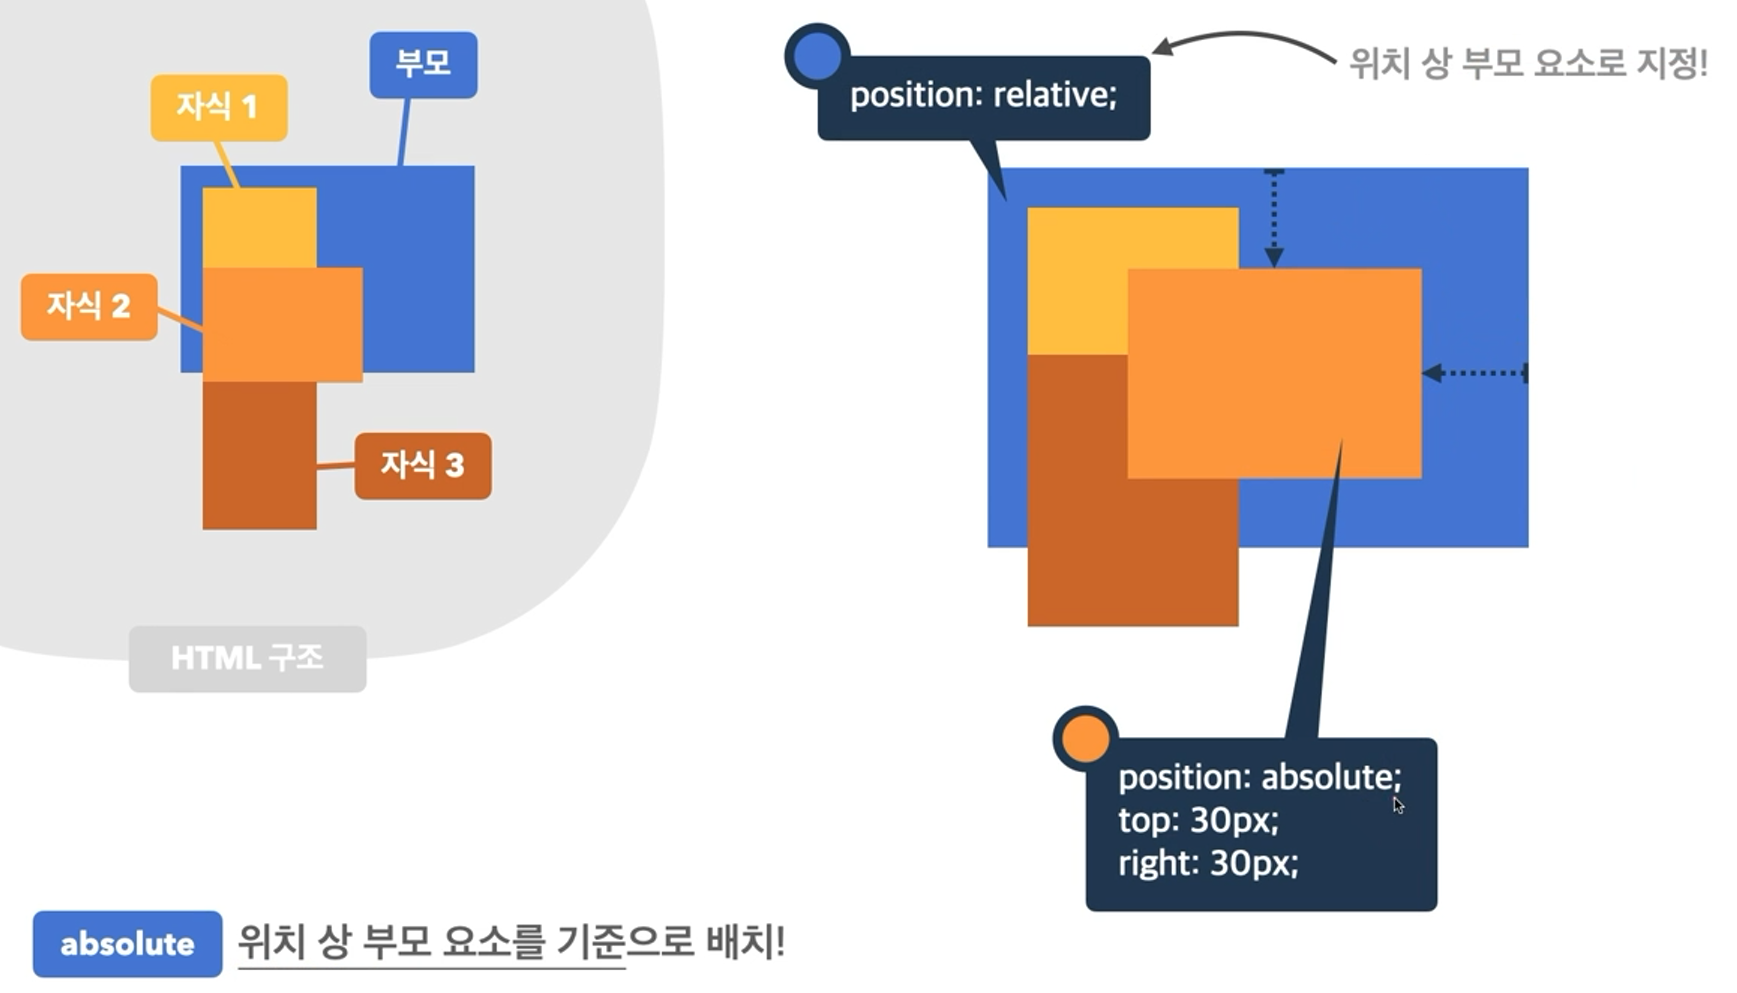 부모
자식 1
자식 2
자식 3
HTML 구조
position: relative;
위치 상 부모 요소로 지정!
position: absolute;
top: 30px;
right: 30px;
absolute 위치 상 부모 요소를 기준으로 배치!